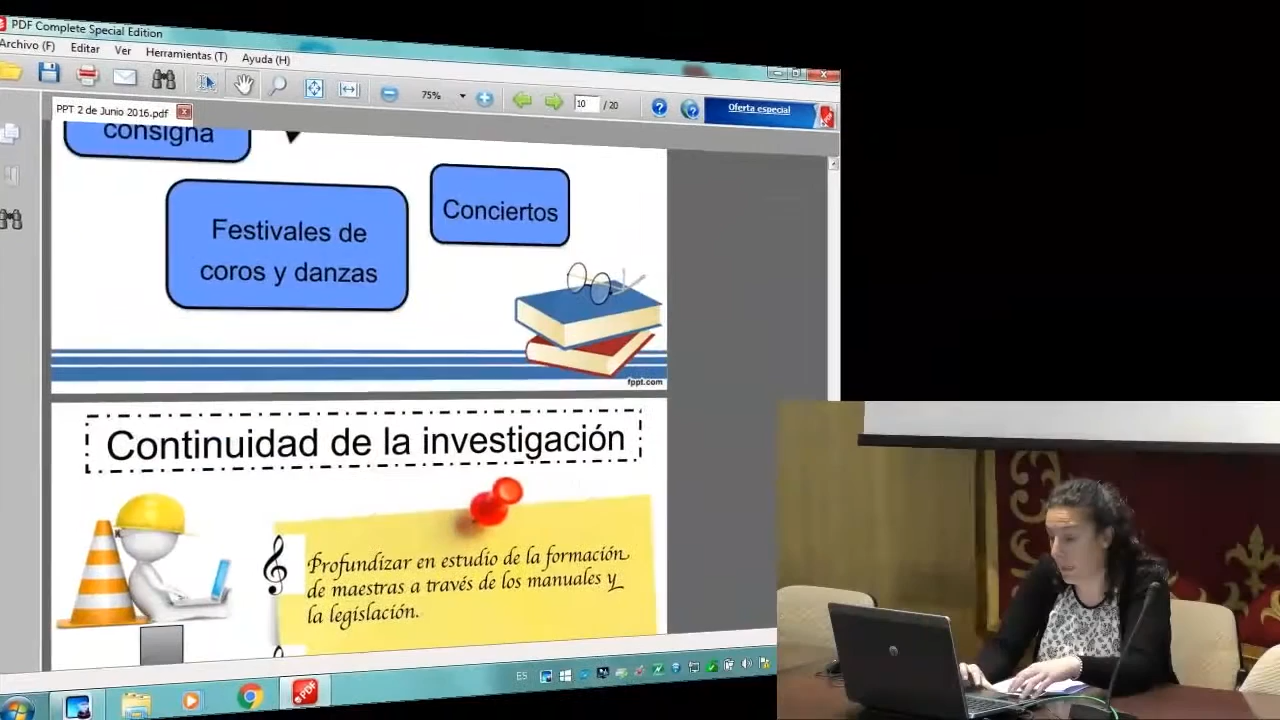 PDF Complete Special Edition
Archivo (F) Editar Ver Herramientas (T) Ayuda (H)
75% 10 / 20 Oferta especial
PPT 2 de Junio 2016.pdf
consigna
Conciertos
Festivales de
coros y danzas
fppt.com
Continuidad de la investigación
Profundizar en estudio de la formación
de maestras a través de los manuales y
la legislación.
ES
PDF
hp